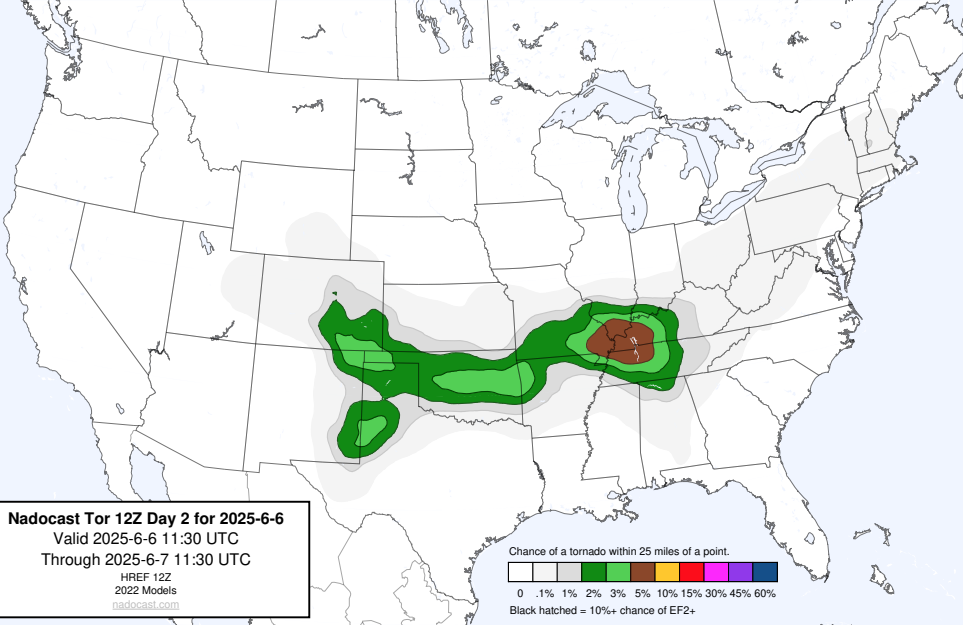 Nadocast Tor 12Z Day 2 for 2025-6-6
Valid 2025-6-6 11:30 UTC
Through 2025-6-7 11:30 UTC
HREF 12Z
2022 Models
nadocast.com
Chance of a tornado within 25 miles of a point.
0 .1% 1% 2% 3% 5% 10% 15% 30% 45% 60%
Black hatched = 10%+ chance of EF2+